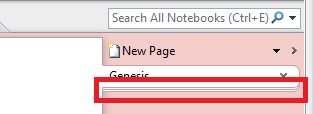 Search All Notebooks (Ctrl+E)
New Page
Genesis